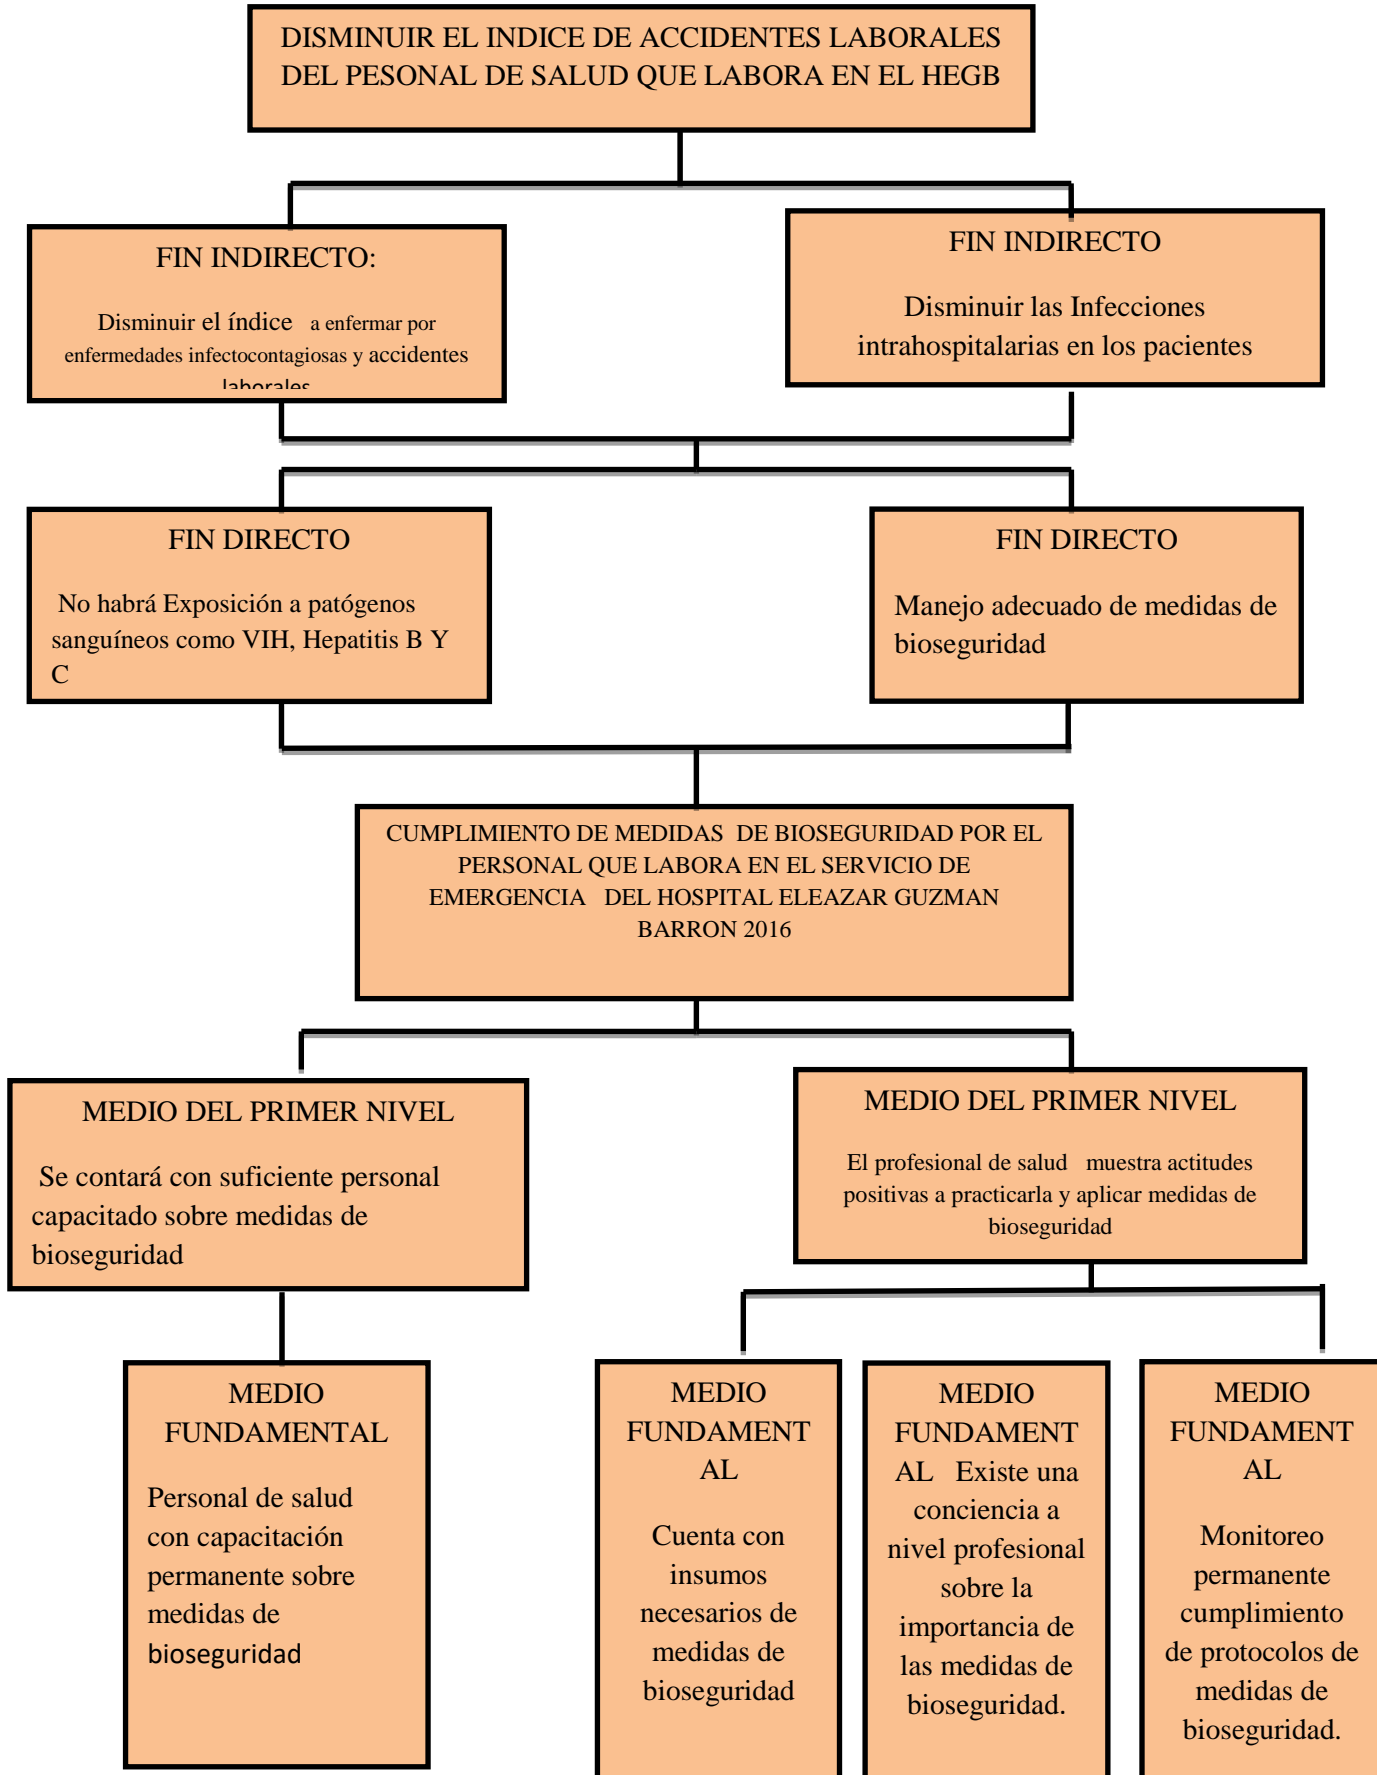 DISMINUIR EL INDICE DE ACCIDENTES LABORALES
DEL PESONAL DE SALUD QUE LABORA EN EL HEGB
FIN INDIRECTO:
Disminuir el índice a enfermar por
enfermedades infectocontagiosas y accidentes
laborales
FIN INDIRECTO
Disminuir las Infecciones
intrahospitalarias en los pacientes
FIN DIRECTO
No habrá Exposición a patógenos
sanguíneos como VIH, Hepatitis B Y
C
FIN DIRECTO
Manejo adecuado de medidas de
bioseguridad
CUMPLIMIENTO DE MEDIDAS DE BIOSEGURIDAD POR EL
PERSONAL QUE LABORA EN EL SERVICIO DE
EMERGENCIA DEL HOSPITAL ELEAZAR GUZMAN
BARRON 2016
MEDIO DEL PRIMER NIVEL
Se contará con suficiente personal
capacitado sobre medidas de
bioseguridad
MEDIO DEL PRIMER NIVEL
El profesional de salud muestra actitudes
positivas a practicarla y aplicar medidas de
bioseguridad
MEDIO
FUNDAMENTAL
Personal de salud
con capacitación
permanente sobre
medidas de
bioseguridad
MEDIO
FUNDAMENT
AL
Cuenta con
insumos
necesarios de
medidas de
bioseguridad
MEDIO
FUNDAMENT
AL Existe una
conciencia a
nivel profesional
sobre la
importancia de
las medidas de
bioseguridad.
MEDIO
FUNDAMENT
AL
Monitoreo
permanente
cumplimiento
de protocolos de
medidas de
bioseguridad.